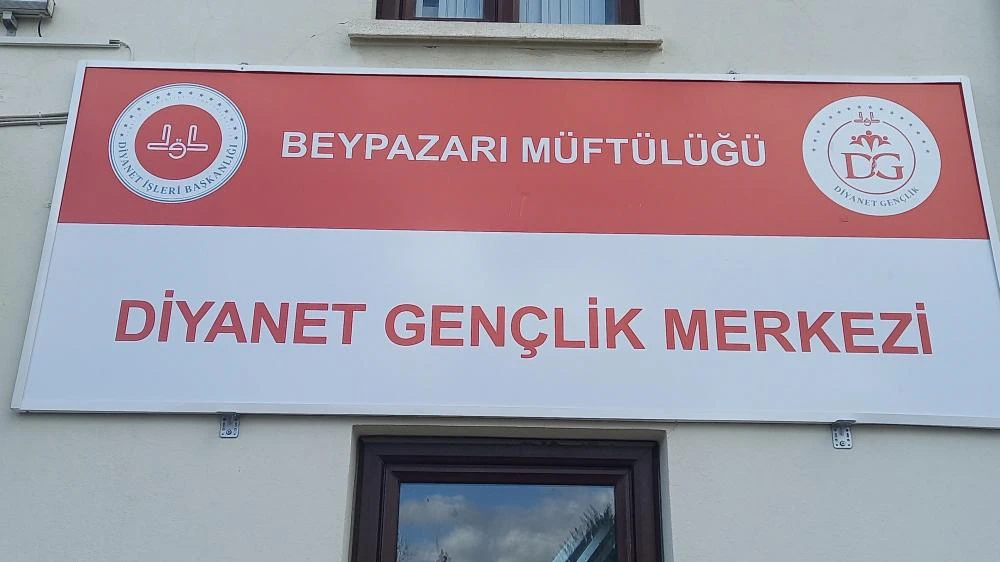 DİYANET İŞLERİ BAŞKANLIĞI
BEYPAZARI MÜFTÜLÜĞÜ
DG
DİYANET GENÇLİK
DİYANET GENÇLİK MERKEZİ